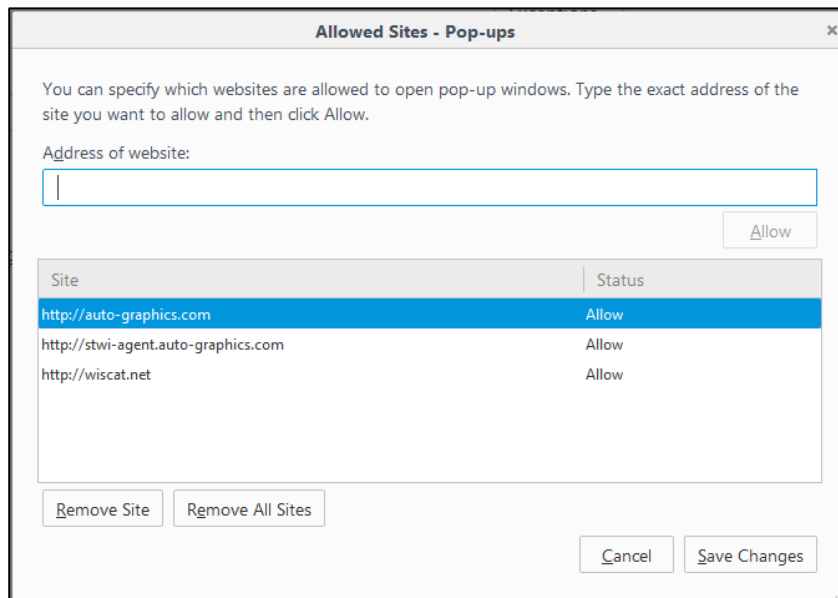 Allowed Sites - Pop-ups
You can specify which websites are allowed to open pop-up windows. Type the exact address of the
site you want to allow and then click Allow.
Address of website:
Allow
Site Status
http://auto-graphics.com Allow
http://stwi-agent.auto-graphics.com Allow
http://wiscat.net Allow
Remove Site Remove All Sites
Cancel Save Changes